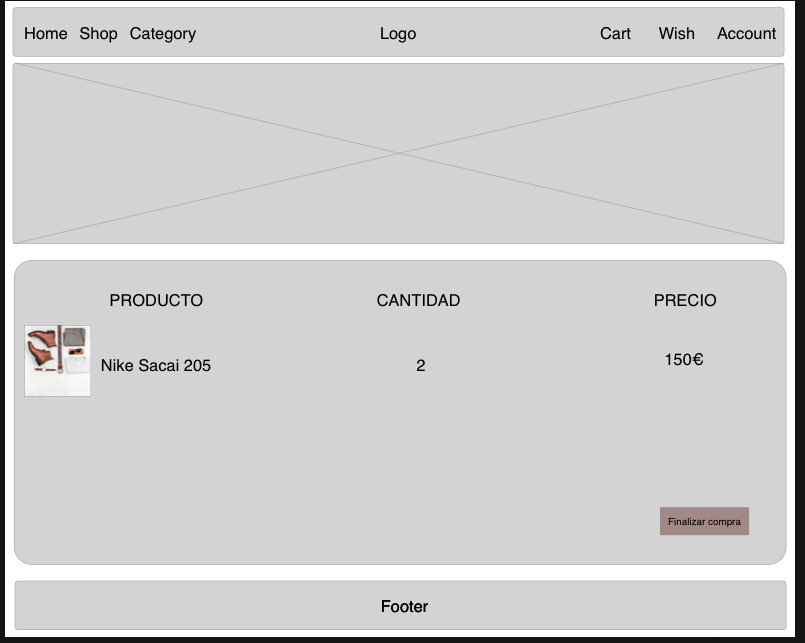 Home Shop Category Logo Cart Wish Account
PRODUCTO CANTIDAD PRECIO
Nike Sacai 205 2 150€
Finalizar compra
Footer